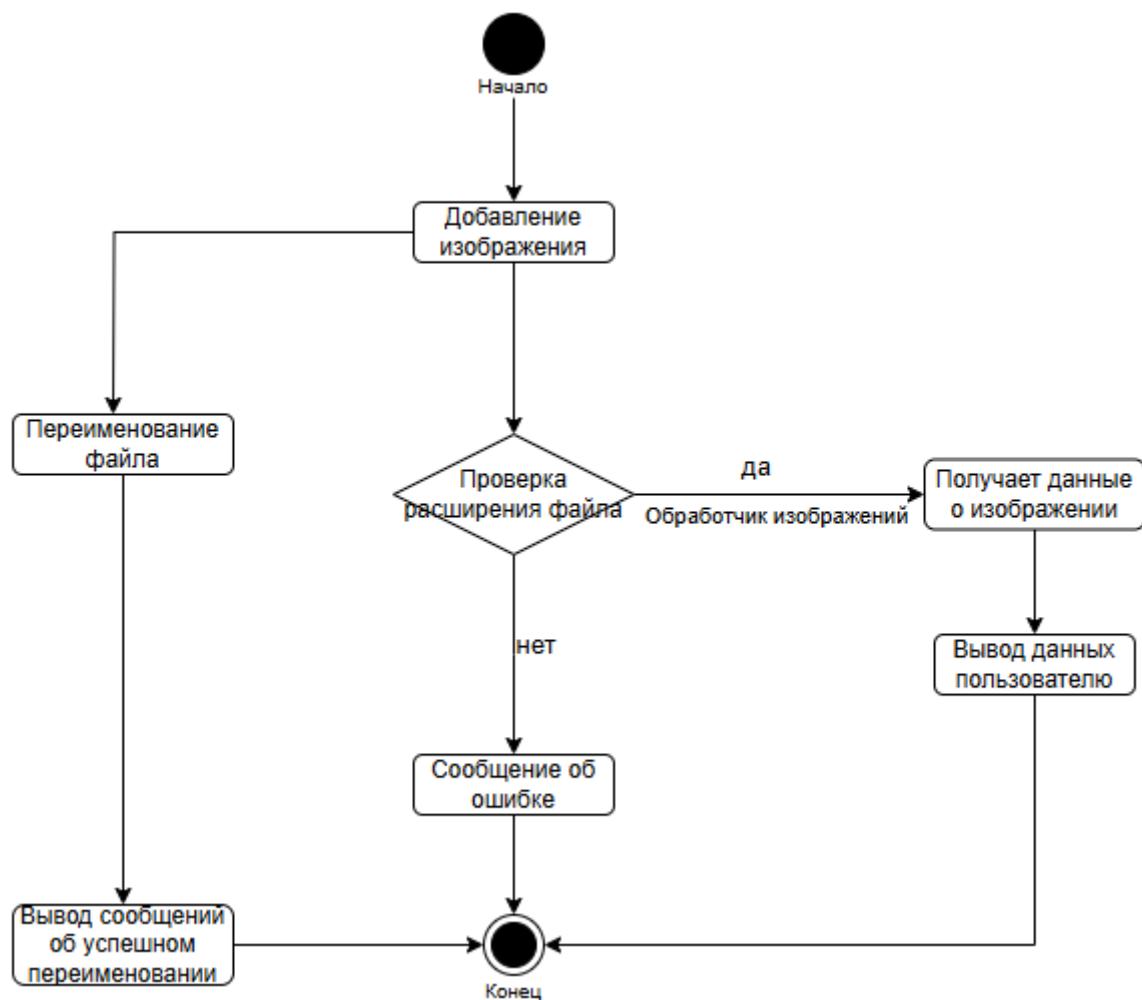 Начало
Добавление
изображения
Переименование
файла
Проверка
расширения файла
да
Обработчик изображений
Получает данные
о изображении
нет
Вывод данных
пользователю
Сообщение об
ошибке
Вывод сообщений
об успешном
переименовании
Конец